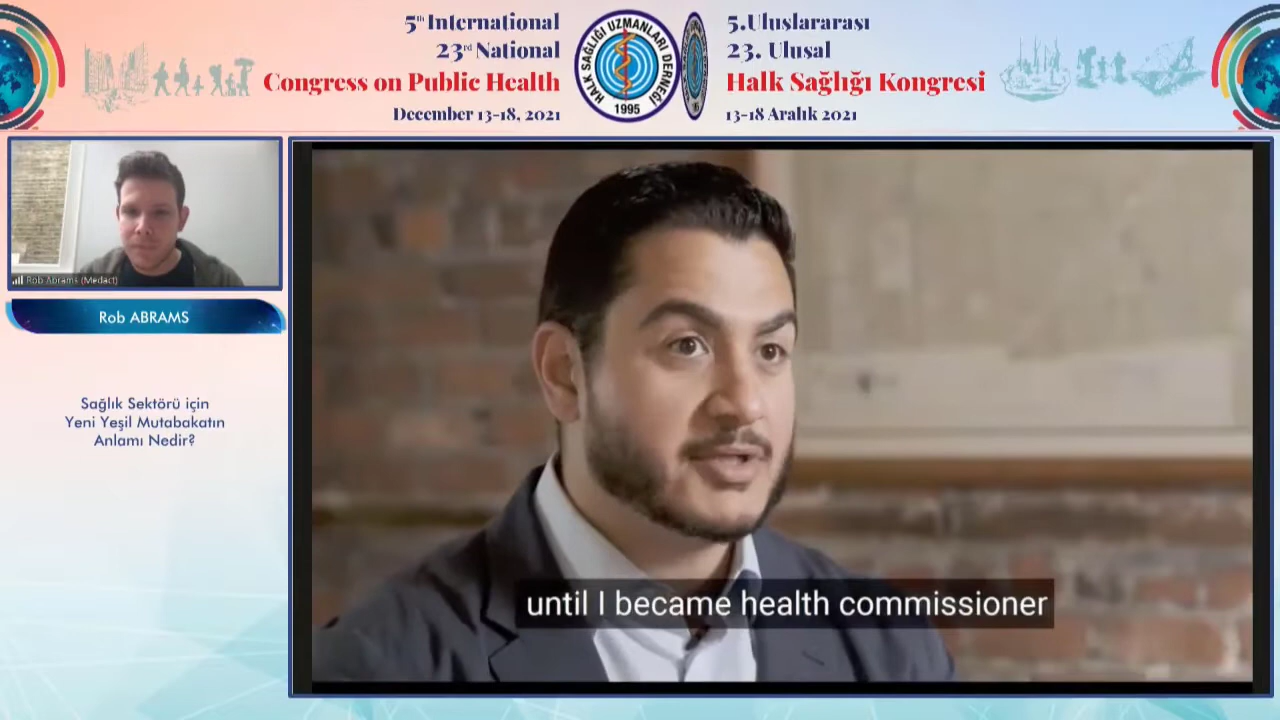 5th International
23rd National
Congress on Public Health
December 13-18, 2021
HALK SAĞLIĞI UZMANLARI DERNEĞİ
1995
5.Uluslararası
23. Ulusal
Halk Sağlığı Kongresi
13-18 Aralık 2021
Rob Abrams (Medact)
Rob ABRAMS
Sağlık Sektörü için
Yeni Yeşil Mutabakatın
Anlamı Nedir?
until I became health commissioner